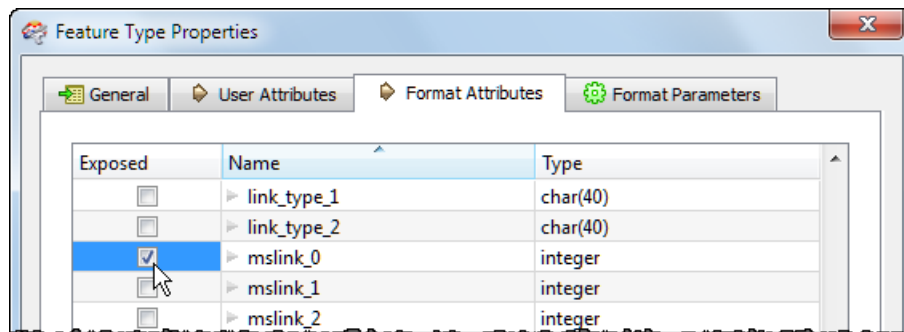 Feature Type Properties
General User Attributes Format Attributes Format Parameters
Exposed Name Type
link_type_1 char(40)
link_type_2 char(40)
mslink_0 integer
mslink_1 integer
mslink_2 integer